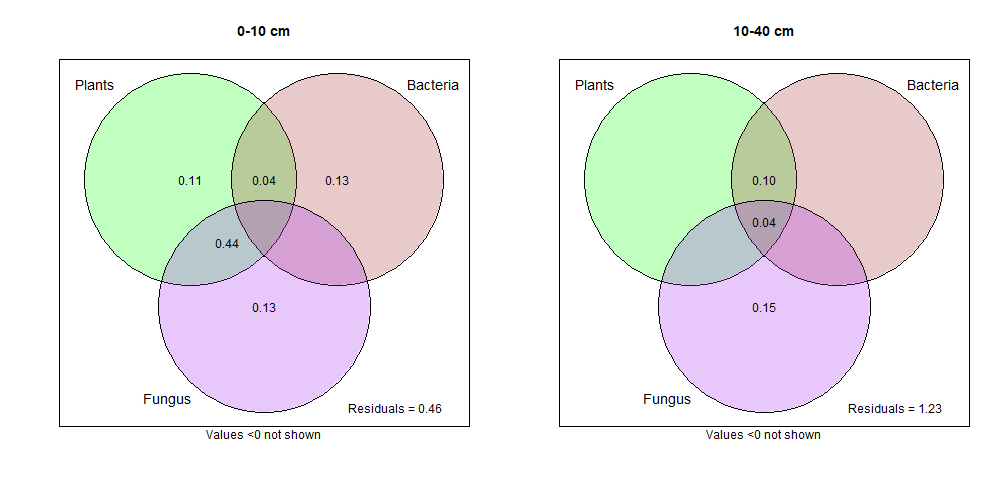 0-10 cm
Plants
Bacteria
0.11
0.04
0.13
0.44
0.13
Fungus
Residuals = 0.46
Values <0 not shown
10-40 cm
Plants
Bacteria
0.10
0.04
0.15
Fungus
Residuals = 1.23
Values <0 not shown